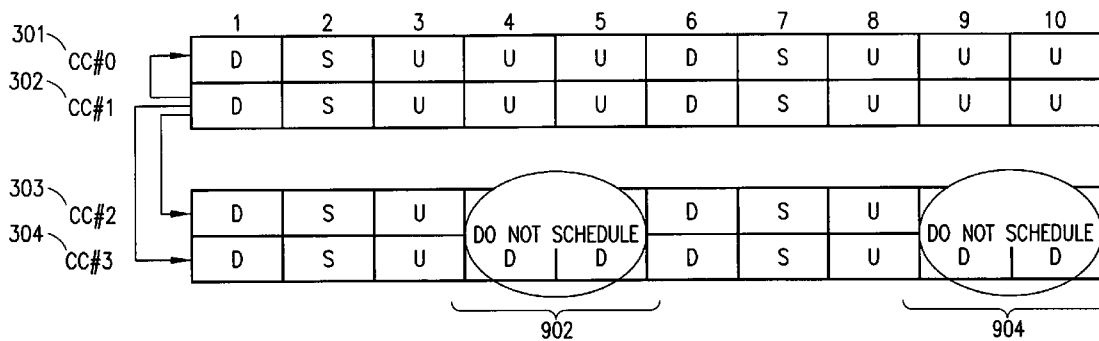 1 2 3 4 5 6 7 8 9 10
301 CC#0 D S U U U D S U U U
302 CC#1 D S U U U D S U U U
303 CC#2 D S U D S U
DO NOT SCHEDULE DO NOT SCHEDULE
304 CC#3 D S U D D D S U D D
902 904